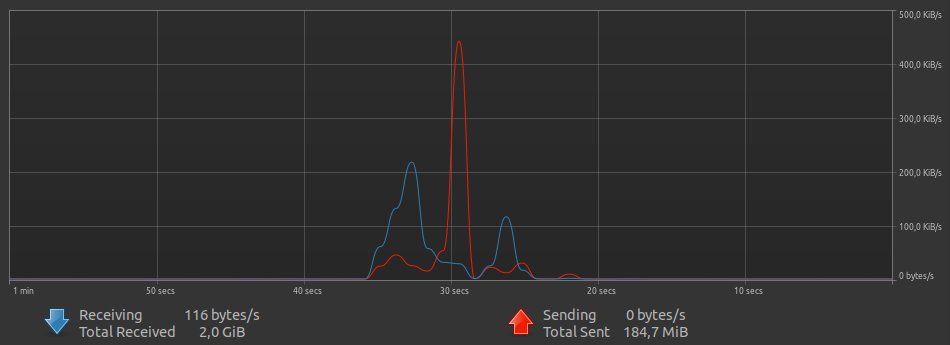 500,0 KiB/s
400,0 KiB/s
300,0 KiB/s
200,0 KiB/s
100,0 KiB/s
0 bytes/s
1 min 50 secs 40 secs 30 secs 20 secs 10 secs
Receiving 116 bytes/s Sending 0 bytes/s
Total Received 2,0 GiB Total Sent 184,7 MiB